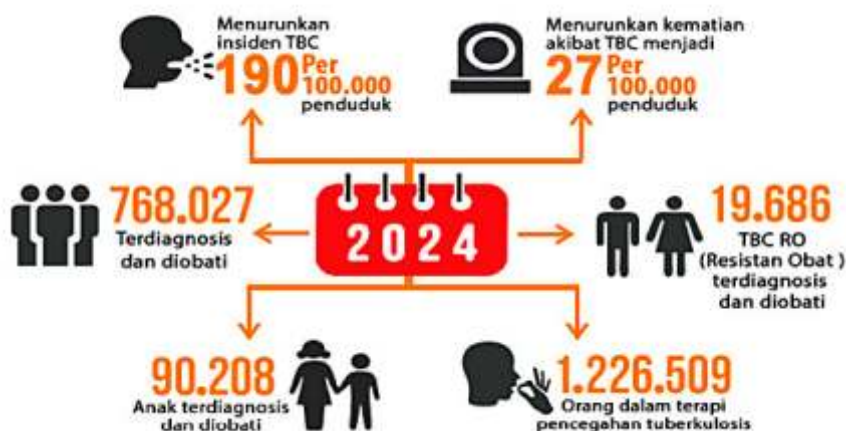 Menurunkan
insiden TBC
190 Per
100.000
penduduk
Menurunkan kematian
akibat TBC menjadi
27 Per
100.000
penduduk
768.027
Terdiagnosis
dan diobati
2024
19.686
TBC RO
(Resistan Obat )
terdiagnosis
dan diobati
90.208
Anak terdiagnosis
dan diobati
1.226.509
Orang dalam terapi
pencegahan tuberkulosis